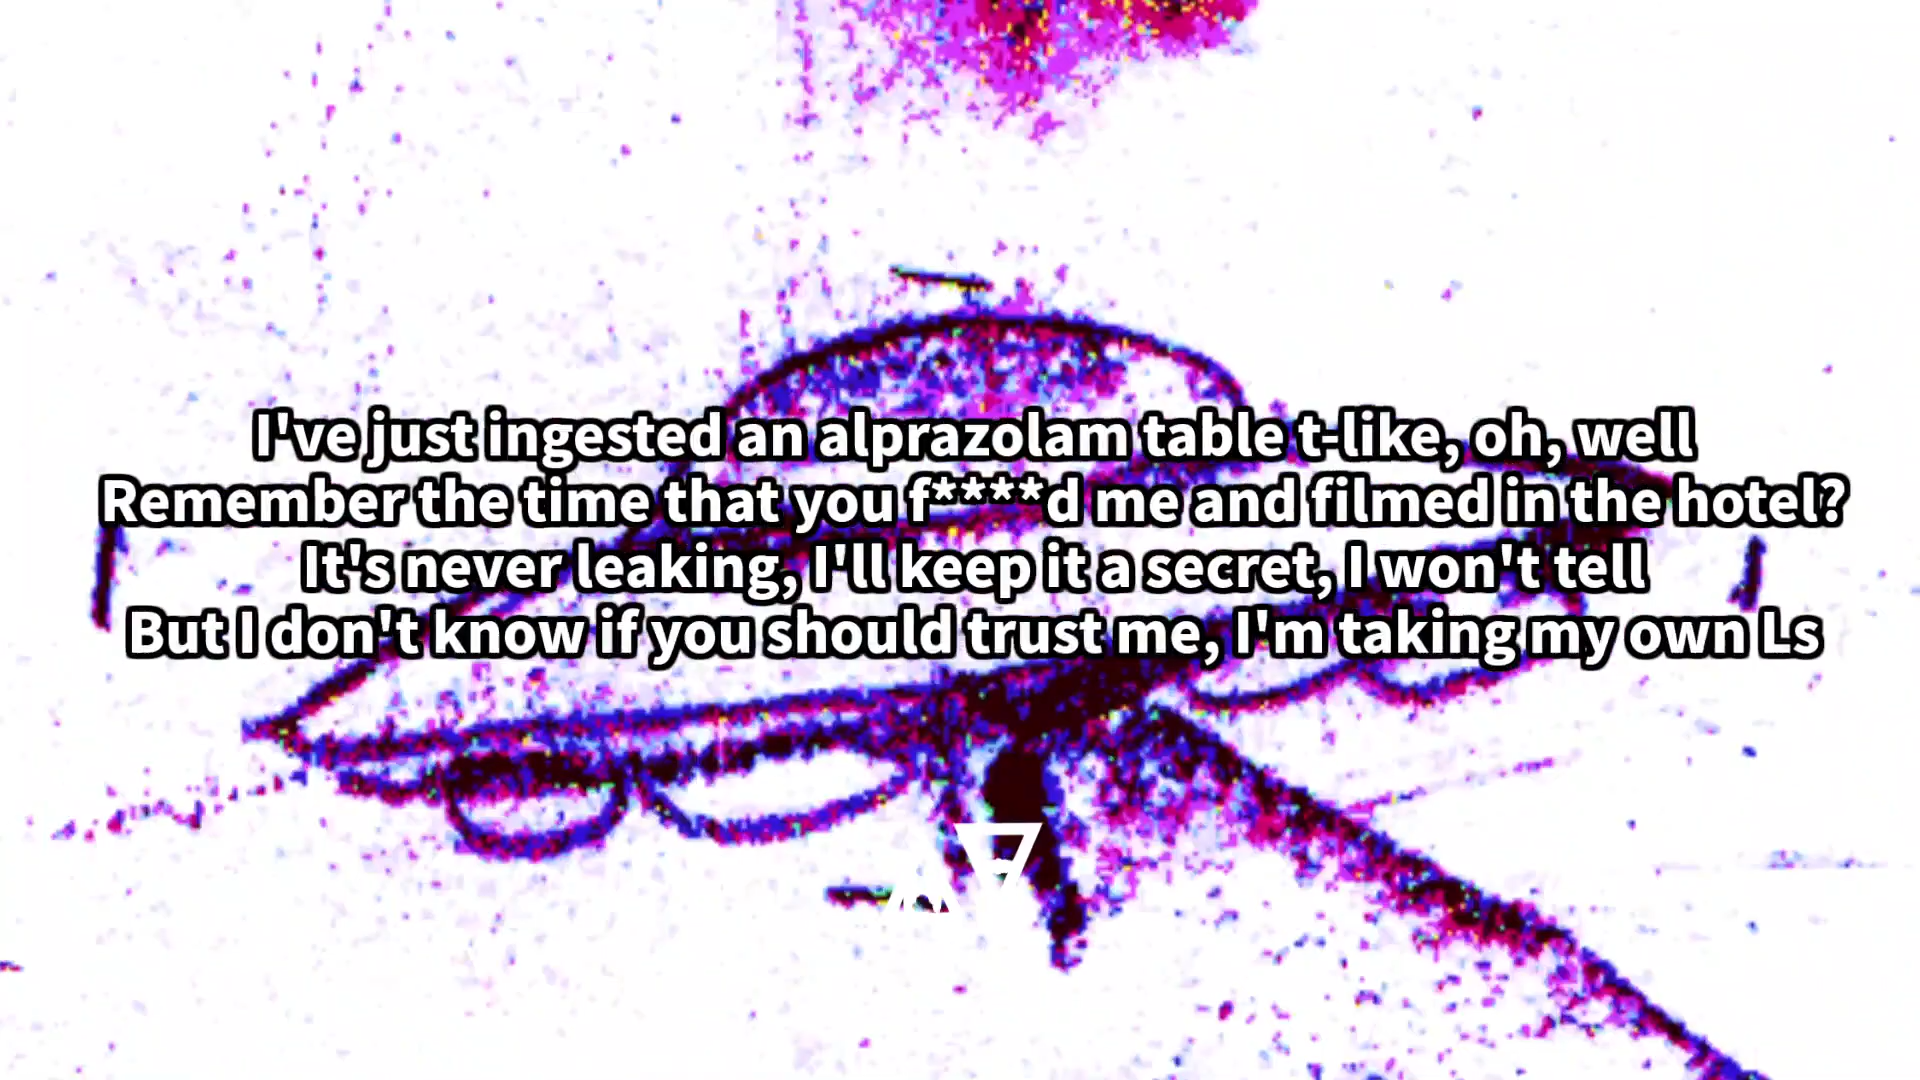 I've just ingested an alprazolam table t-like, oh, well
Remember the time that you f****d me and filmed in the hotel?
It's never leaking, I'll keep it a secret, I won't tell
But I don't know if you should trust me, I'm taking my own Ls